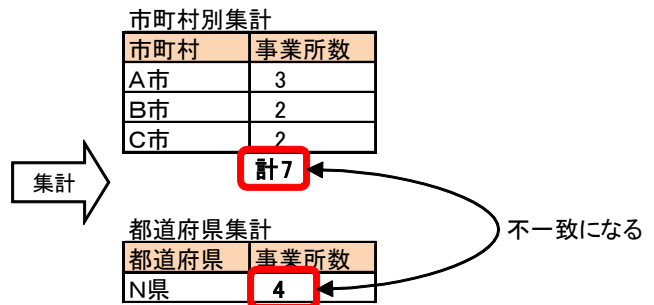 市町村別集計
市町村 事業所数
A市 3
B市 2
C市 2
計7
集計
都道府県集計
都道府県 事業所数
N県 4
不一致になる